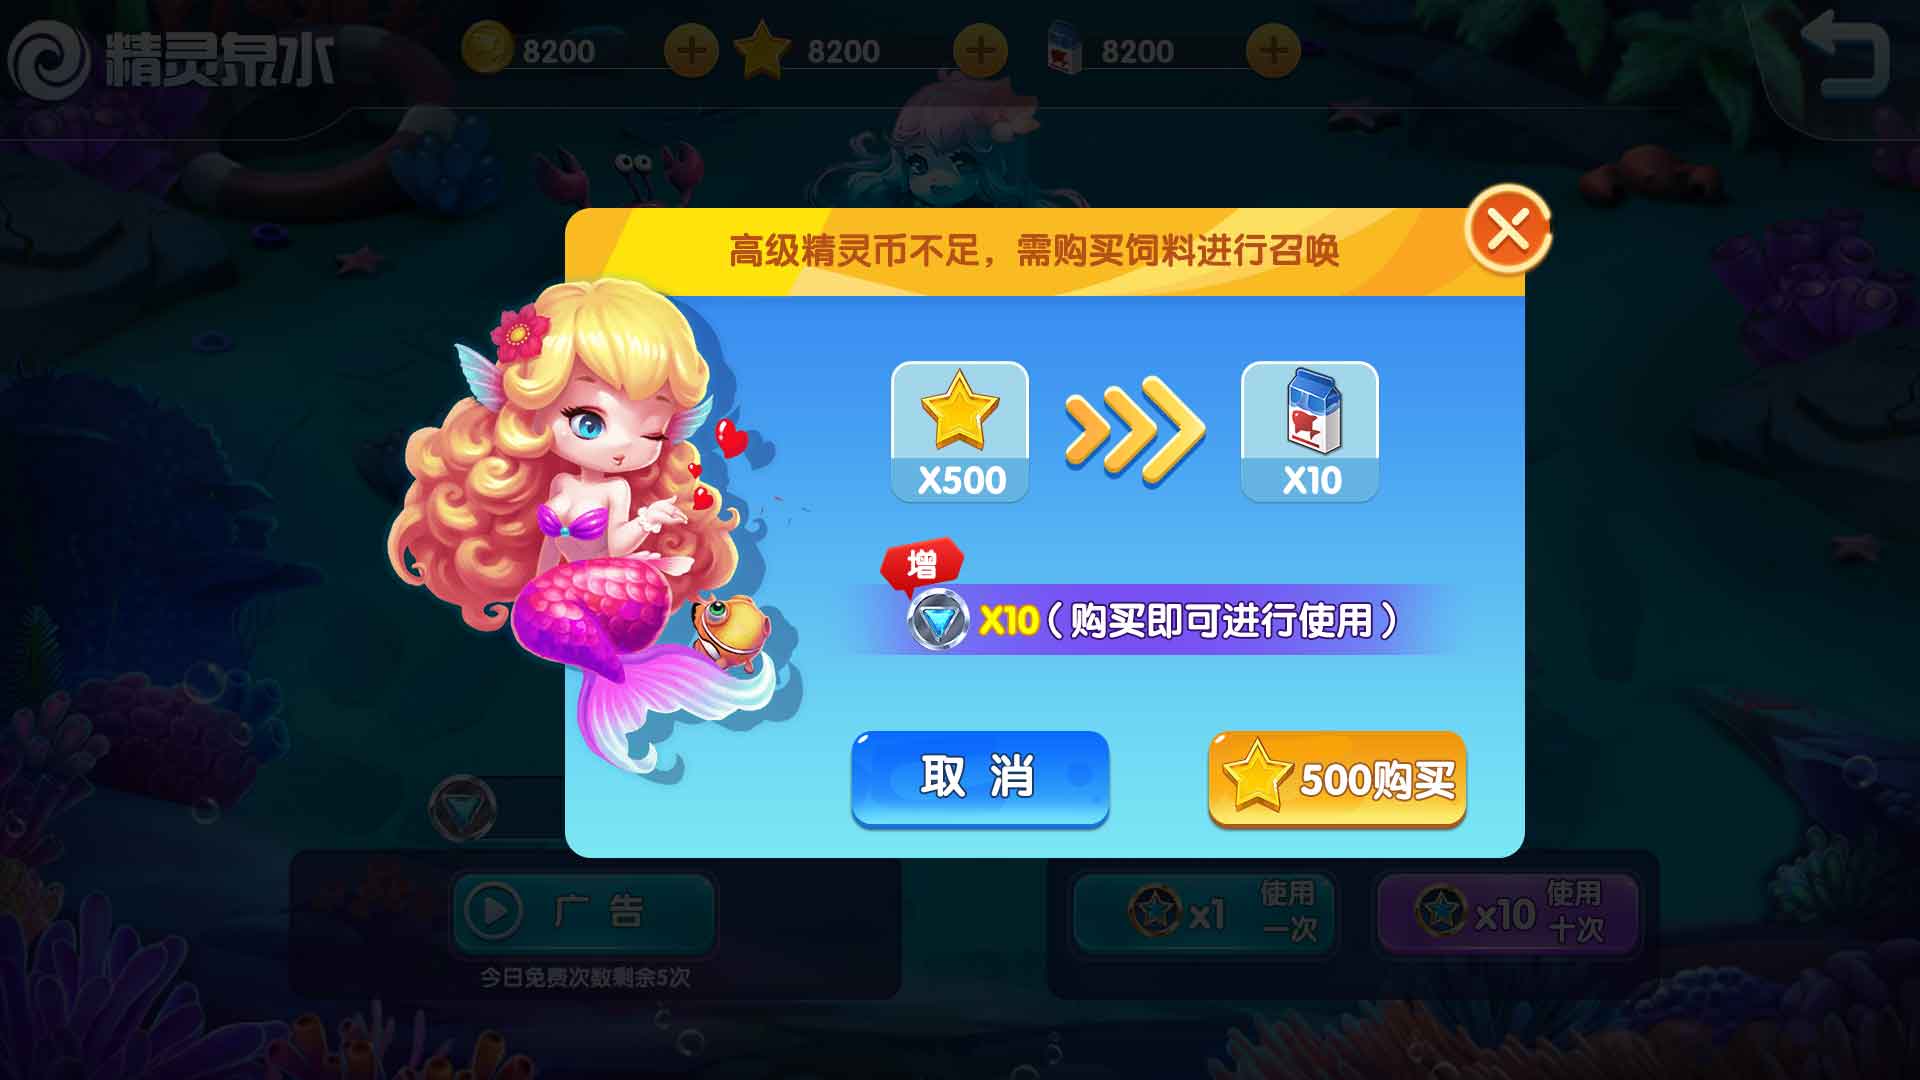 精灵泉水
8200
8200
8200
高级精灵币不足，需购买饲料进行召唤
X500
X10
增
X10（购买即可进行使用）
取 消
500购买
广 告
今日免费次数剩余5次
x1
使用
一次
x10
使用
十次